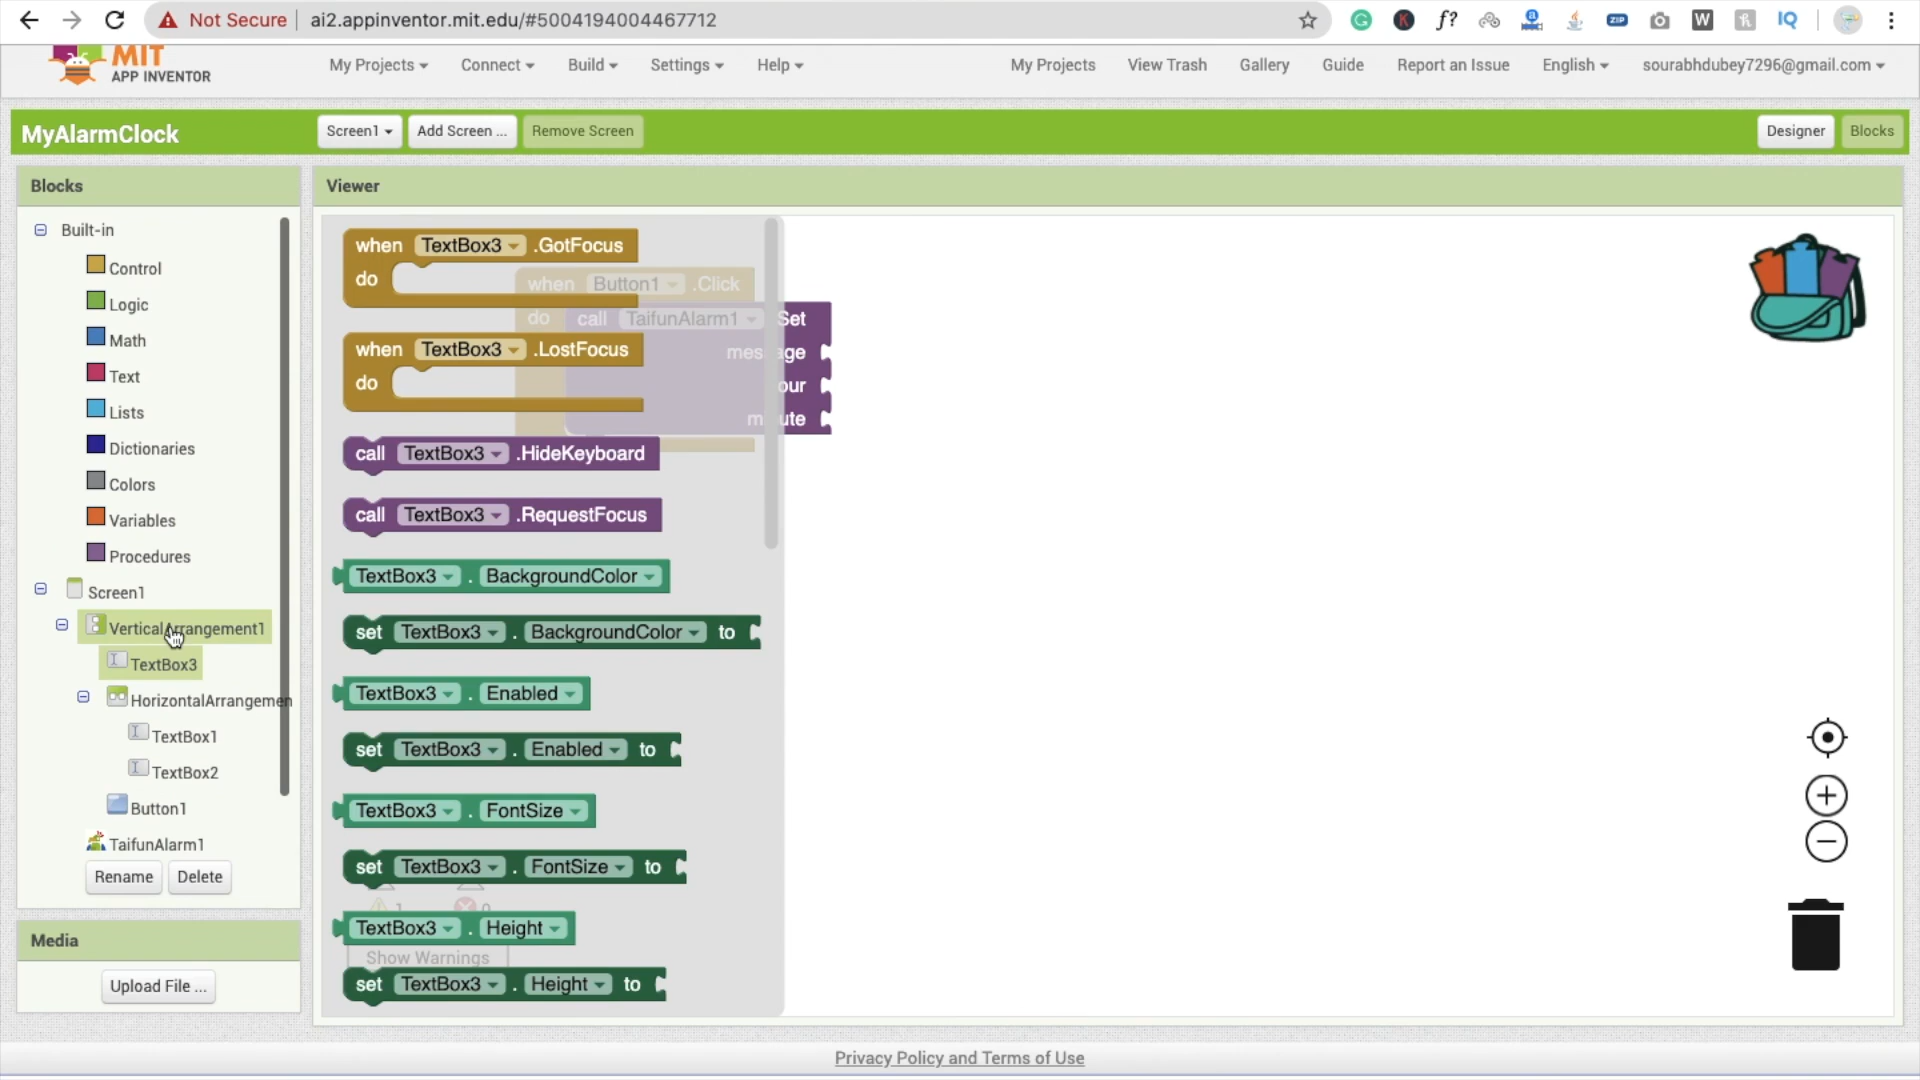 Not Secure
ai2.appinventor.mit.edu/#5004194004467712
MIT
APP INVENTOR
My Projects
Connect
Build
Settings
Help
My Projects
View Trash
Gallery
Guide
Report an Issue
English
sourabhdubey7296@gmail.com
MyAlarmClock
Screen1
Add Screen ...
Remove Screen
Designer
Blocks
Blocks
Built-in
Control
Logic
Math
Text
Lists
Dictionaries
Colors
Variables
Procedures
Screen1
VerticalArrangement1
TextBox3
HorizontalArrangemen
TextBox1
TextBox2
Button1
TaifunAlarm1
Rename
Delete
Media
Upload File ...
Viewer
when TextBox3 .GotFocus
do
when Button1 .Click
do call TaifunAlarm1 .Set
message
hour
minute
when TextBox3 .LostFocus
do
call TextBox3 .HideKeyboard
call TextBox3 .RequestFocus
TextBox3 . BackgroundColor
set TextBox3 . BackgroundColor to
TextBox3 . Enabled
set TextBox3 . Enabled to
TextBox3 . FontSize
set TextBox3 . FontSize to
1 0
TextBox3 . Height
Show Warnings
set TextBox3 . Height to
Privacy Policy and Terms of Use